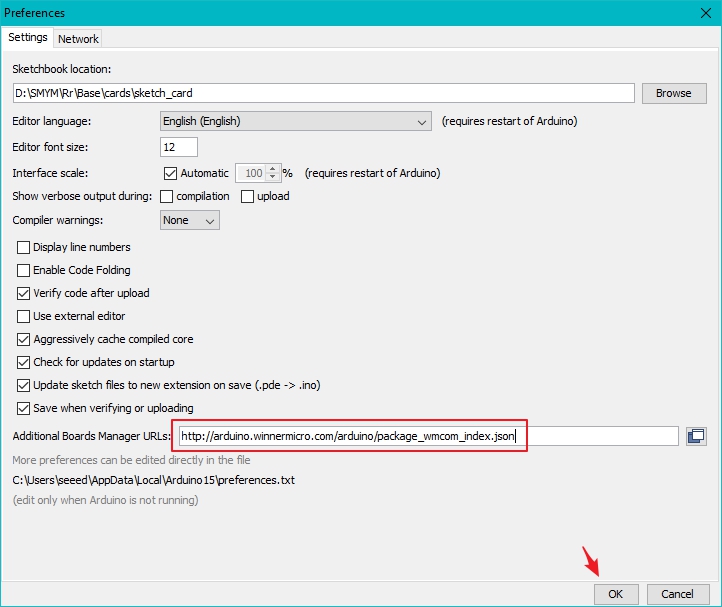 Preferences
Settings Network
Sketchbook location:
D:\SMYM\Rr\Base\cards\sketch_card Browse
Editor language: English (English) (requires restart of Arduino)
Editor font size: 12
Interface scale: Automatic 100 % (requires restart of Arduino)
Show verbose output during: compilation upload
Compiler warnings: None
Display line numbers
Enable Code Folding
Verify code after upload
Use external editor
Aggressively cache compiled core
Check for updates on startup
Update sketch files to new extension on save (.pde -> .ino)
Save when verifying or uploading
Additional Boards Manager URLs: http://arduino.winnermicro.com/arduino/package_wmcom_index.json
More preferences can be edited directly in the file
C:\Users\seeed\AppData\Local\Arduino15\preferences.txt
(edit only when Arduino is not running)
OK Cancel